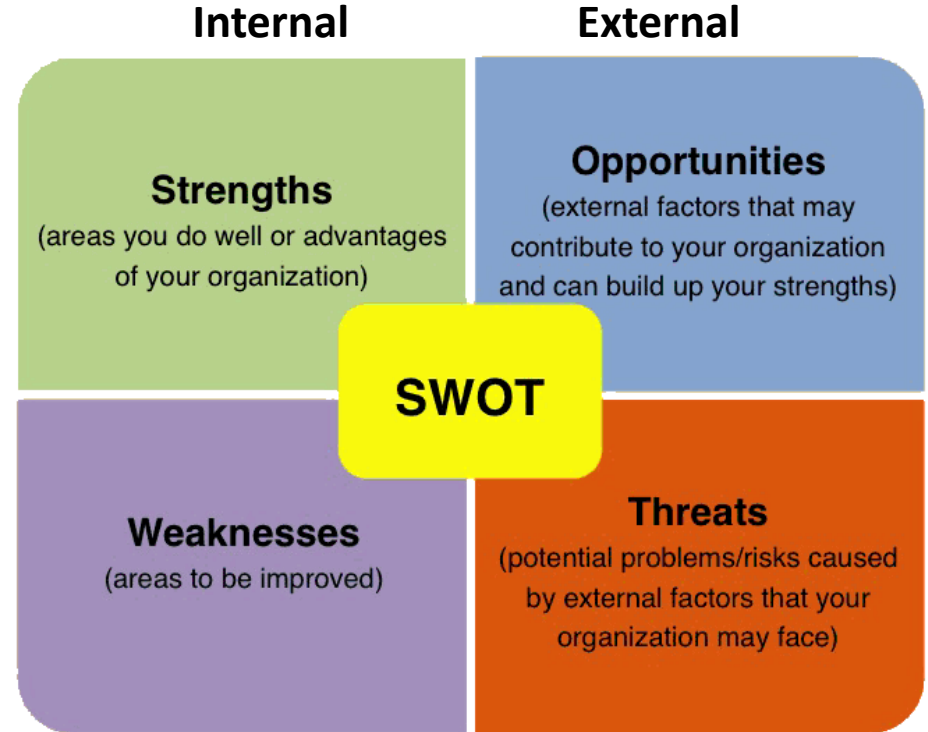 Internal
External
Strengths
(areas you do well or advantages
of your organization)
Opportunities
(external factors that may
contribute to your organization
and can build up your strengths)
SWOT
Weaknesses
(areas to be improved)
Threats
(potential problems/risks caused
by external factors that your
organization may face)